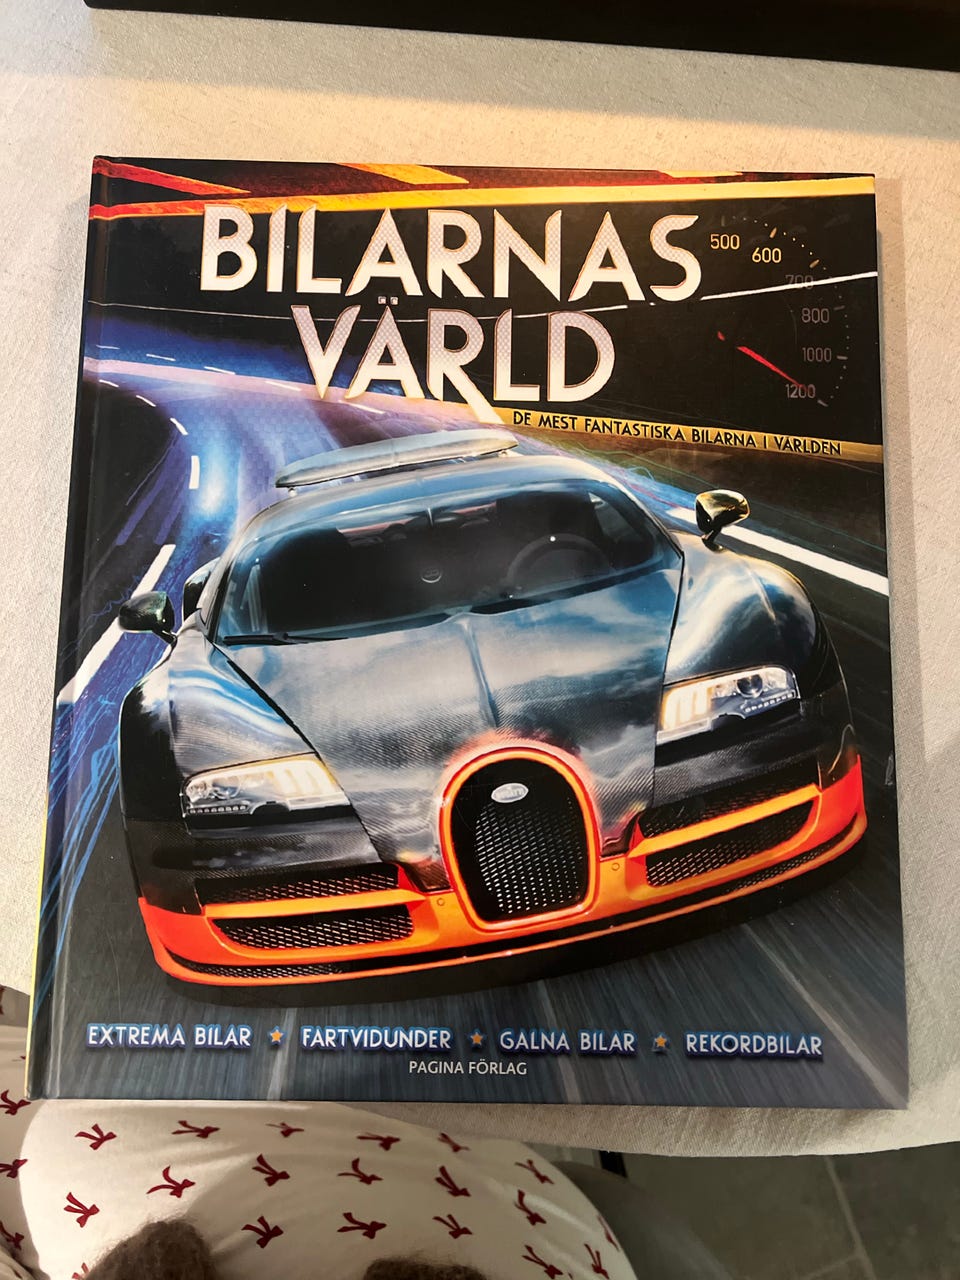 BILARNAS
VÄRLD
500
600
700
800
1000
1200
DE MEST FANTASTISKA BILARNA I VÄRLDEN
EXTREMA BILAR ★ FARTVIDUNDER ★ GALNA BILAR ★ REKORDBILAR
PAGINA FÖRLAG